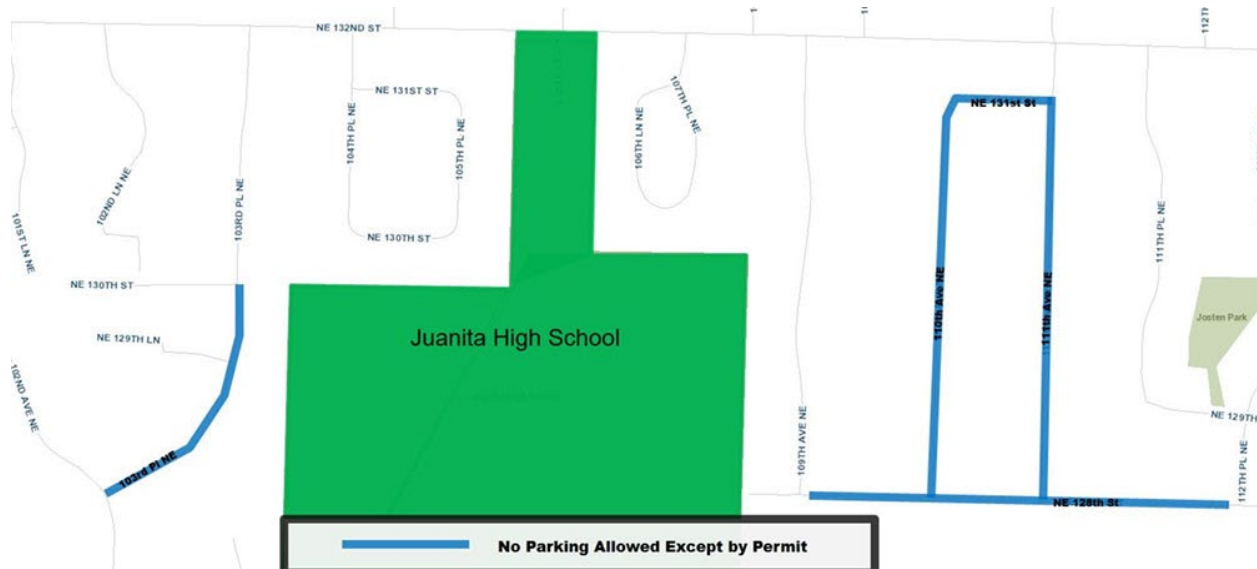 NE 132ND ST
112TH
NE 131ST ST
107TH PL NE
NE 131st St
104TH PL NE
105TH PL NE
106TH LN NE
102ND LN NE
103RD PL NE
101ST LN NE
111TH PL NE
NE 130TH ST
NE 130TH ST
110th Ave NE
111th Ave NE
Josten Park
Juanita High School
NE 129TH LN
102ND AVE NE
NE 129TH
109TH AVE NE
103rd Pl NE
112TH PL NE
NE 128th St
No Parking Allowed Except by Permit